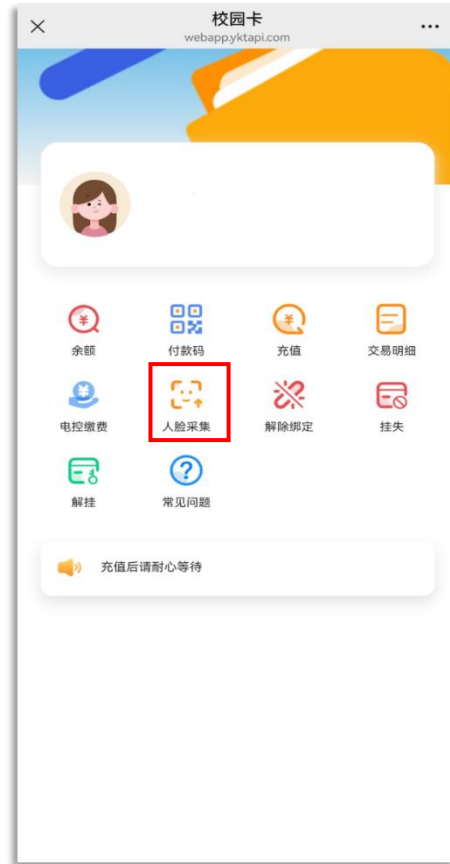 校园卡
webapp.yktapi.com
余额 付款码 充值 交易明细
电控缴费 人脸采集 解除绑定 挂失
解挂 常见问题
充值后请耐心等待